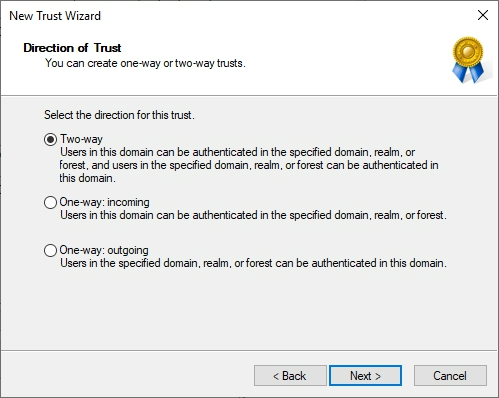 New Trust Wizard
Direction of Trust
You can create one-way or two-way trusts.
Select the direction for this trust.
Two-way
Users in this domain can be authenticated in the specified domain, realm, or
forest, and users in the specified domain, realm, or forest can be authenticated in
this domain.
One-way: incoming
Users in this domain can be authenticated in the specified domain, realm, or forest.
One-way: outgoing
Users in the specified domain, realm, or forest can be authenticated in this domain.
< Back
Next >
Cancel